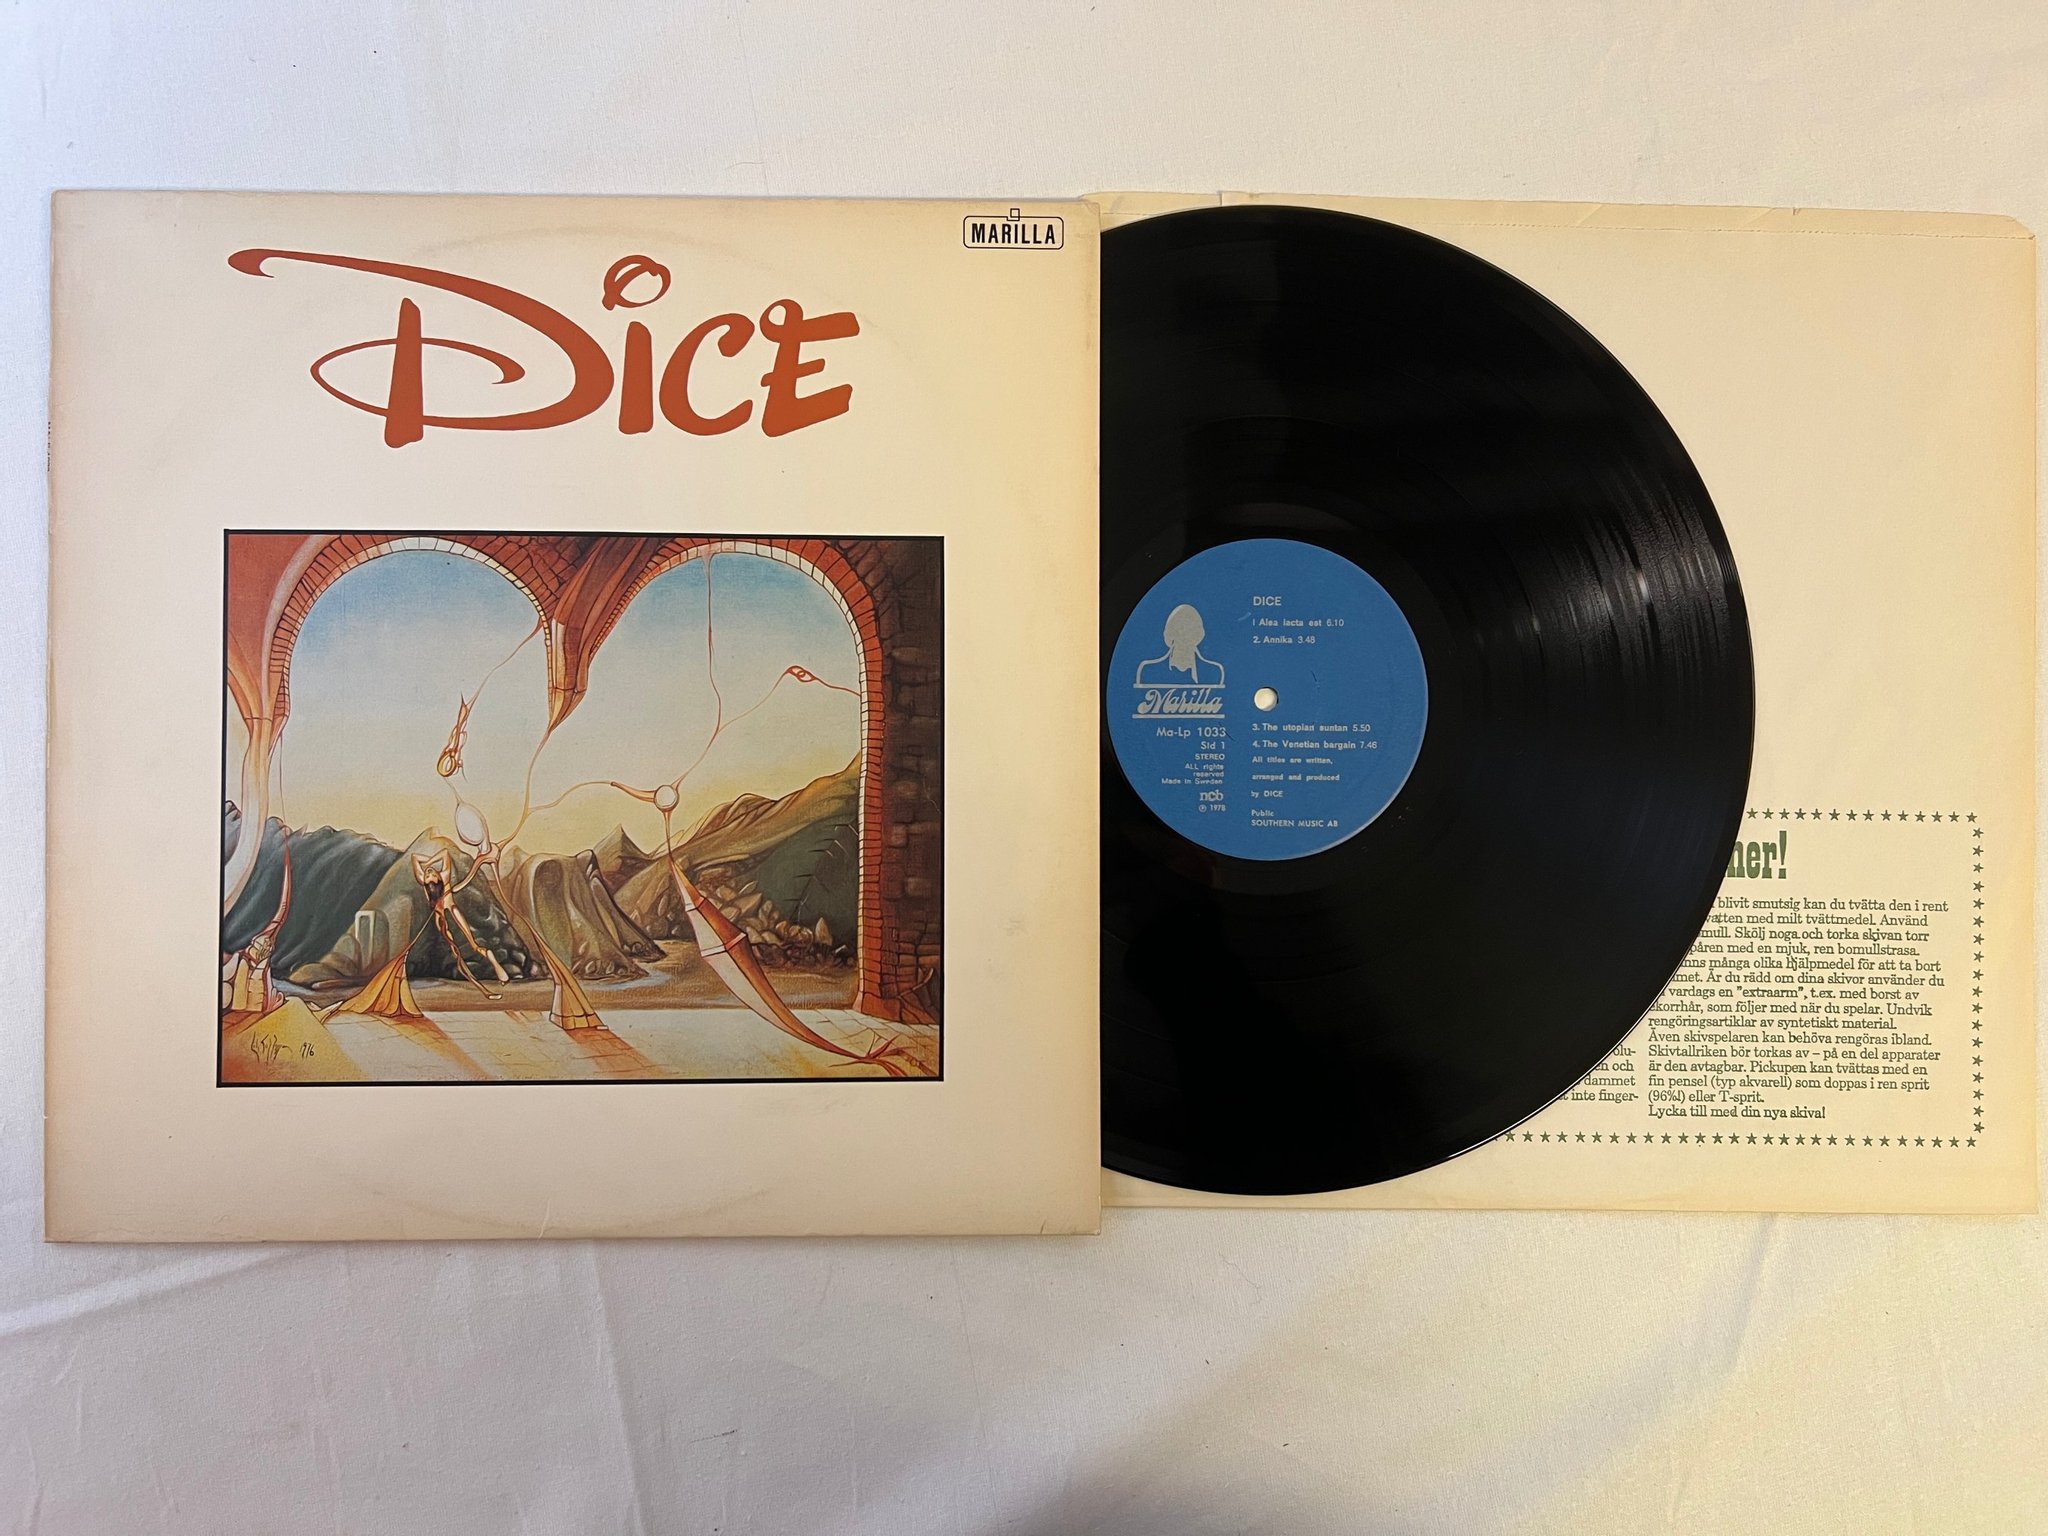 MARILLA
DICE
1976
DICE
1 Alea iacta est 6.10
2. Annika 3.48
Marilla
Ma-Lp 1033
Sid 1
STEREO
ALL rights
reserved
Made in Sweden
ncb
℗ 1978
3. The utopian suntan 5.50
4. The Venetian bargain 7.46
All titles are written,
arranged and produced
by DICE
Public
SOUTHERN MUSIC AB
ner!
blivit smutsig kan du tvätta den i rent
vatten med milt tvättmedel. Använd
mull. Skölj noga och torka skivan torr
spåren med en mjuk, ren bomullstrasa.
nns många olika hjälpmedel för att ta bort
met. Är du rädd om dina skivor använder du
vardags en "extraarm", t.ex. med borst av
ekorrhår, som följer med när du spelar. Undvik
rengöringsartiklar av syntetiskt material.
Även skivspelaren kan behöva rengöras ibland.
Skivtallriken bör torkas av – på en del apparater
är den avtagbar. Pickupen kan tvättas med en
fin pensel (typ akvarell) som doppas i ren sprit
(96%!) eller T-sprit.
Lycka till med din nya skiva!
olu-
en och
dammet
inte finger-